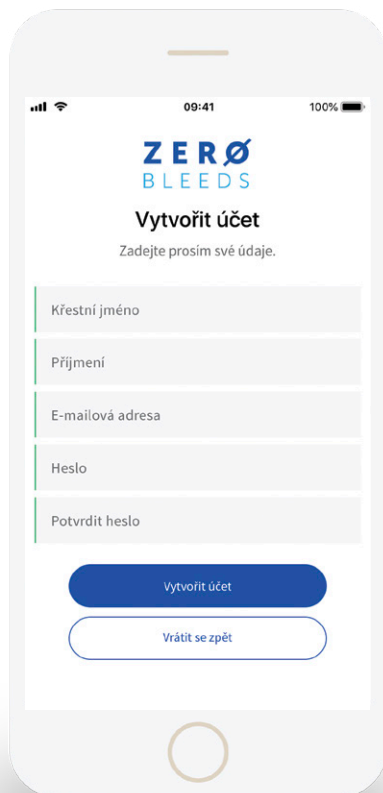 09:41
100%
ZERØ
BLEEDS
Vytvořit účet
Zadejte prosím své údaje.
Křestní jméno
Příjmení
E-mailová adresa
Heslo
Potvrdit heslo
Vytvořit účet
Vrátit se zpět